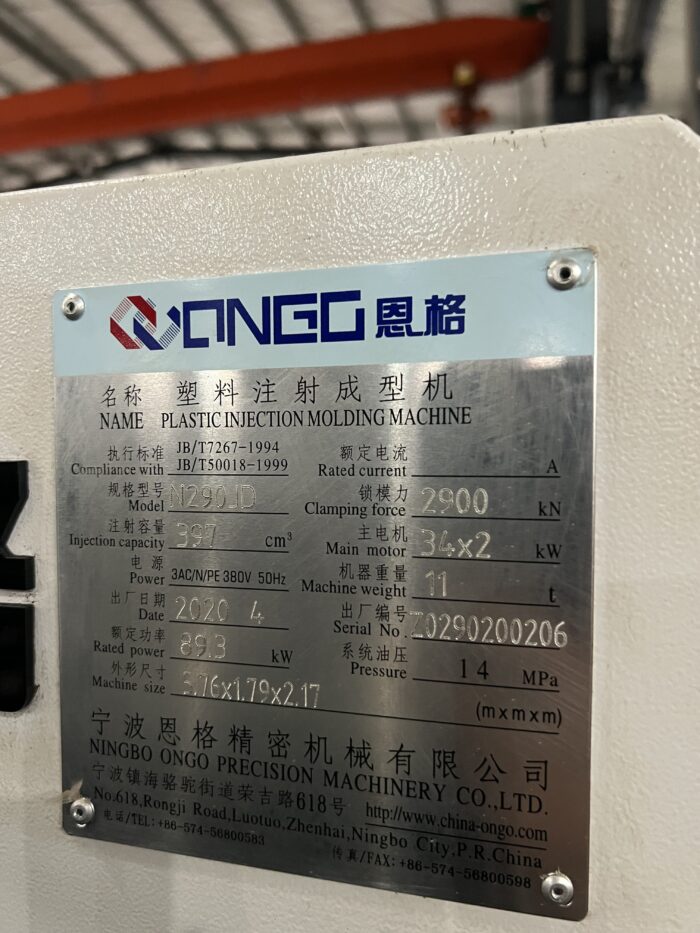 ONGO恩格
名称 塑料注射成型机
NAME PLASTIC INJECTION MOLDING MACHINE
执行标准 JB/T7267-1994
Compliance with JB/T50018-1999
额定电流
Rated current A
规格型号
Model N290JD
锁模力
Clamping force 2900 kN
注射容量
Injection capacity 397 cm³
主电机
Main motor 34x2 kW
电源
Power 3AC/N/PE 380V 50Hz
机器重量
Machine weight 11 t
出厂日期
Date 2020 4
出厂编号
Serial No. Z0290200206
额定功率
Rated power 89.3 kW
系统油压
Pressure 14 MPa
外形尺寸
Machine size 5.76x1.79x2.17
(m×m×m)
宁波恩格精密机械有限公司
NINGBO ONGO PRECISION MACHINERY CO.,LTD.
宁波镇海骆驼街道荣吉路618号 http://www.china-ongo.com
No.618,Rongji Road,Luotuo,Zhenhai,Ningbo City,P.R.China
电话/TEL:+86-574-56800583
传真/FAX:+86-574-56800598